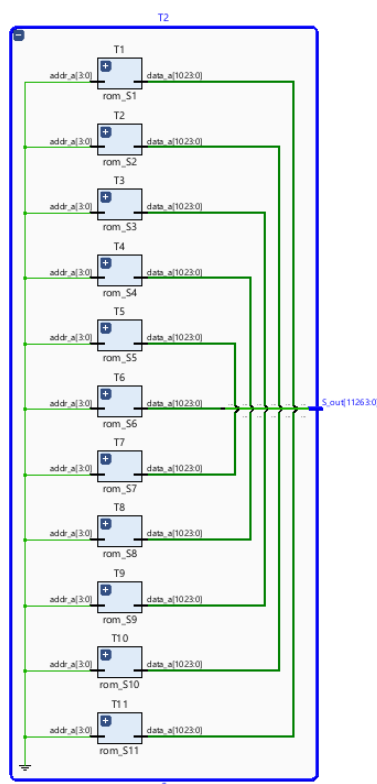 T2
T1
addr_a[3:0] data_a[1023:0]
rom_S1
T2
addr_a[3:0] data_a[1023:0]
rom_S2
T3
addr_a[3:0] data_a[1023:0]
rom_S3
T4
addr_a[3:0] data_a[1023:0]
rom_S4
T5
addr_a[3:0] data_a[1023:0]
rom_S5
T6
addr_a[3:0] data_a[1023:0] S_out[11263:0
rom_S6
T7
addr_a[3:0] data_a[1023:0]
rom_S7
T8
addr_a[3:0] data_a[1023:0]
rom_S8
T9
addr_a[3:0] data_a[1023:0]
rom_S9
T10
addr_a[3:0] data_a[1023:0]
rom_S10
T11
addr_a[3:0] data_a[1023:0]
rom_S11